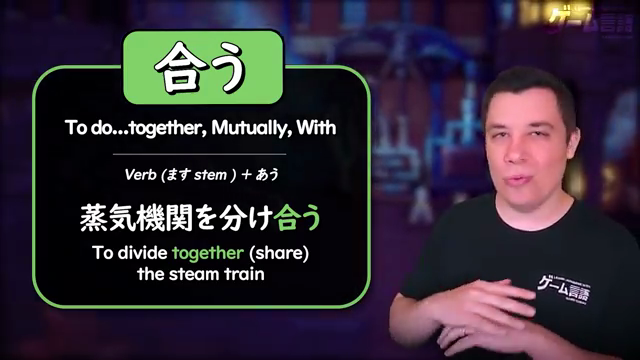 ゲーム言語
合う
To do...together, Mutually, With
Verb (ます stem ) + あう
蒸気機関を分け合う
To divide together (share)
the steam train
ゲーム言語